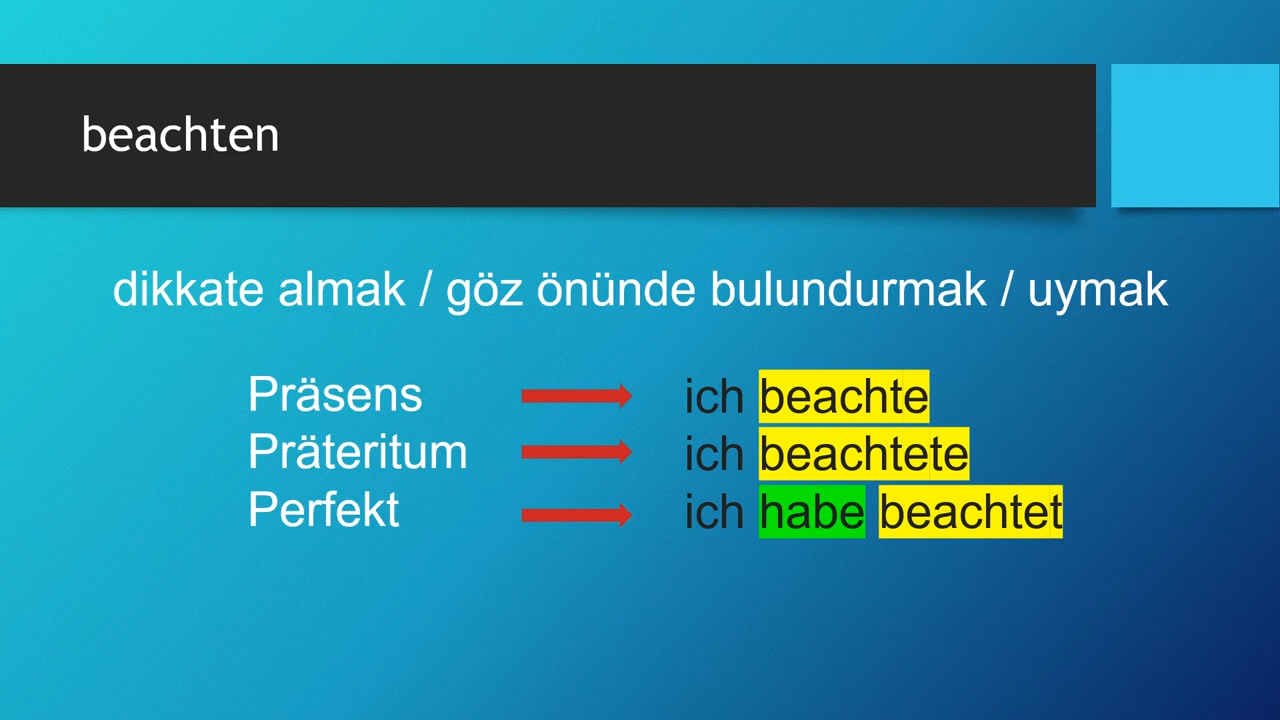 beachten
dikkate almak / göz önünde bulundurmak / uymak
Präsens ich beachte
Präteritum ich beachtete
Perfekt ich habe beachtet